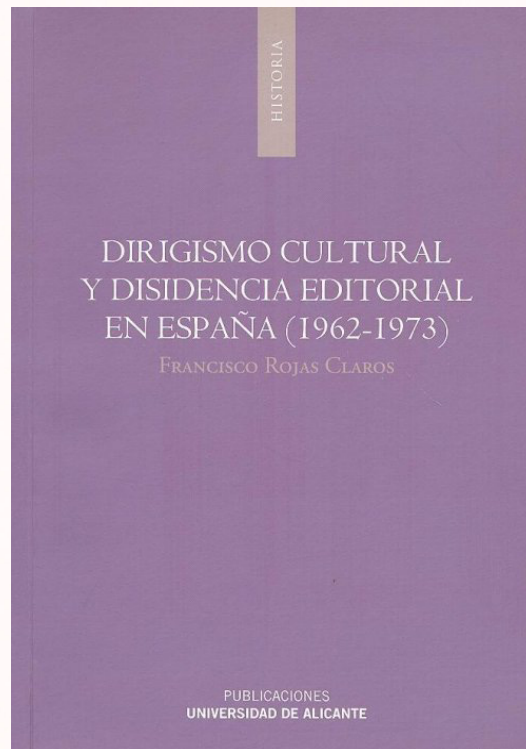 HISTORIA
DIRIGISMO CULTURAL
Y DISIDENCIA EDITORIAL
EN ESPAÑA (1962-1973)
FRANCISCO ROJAS CLAROS
PUBLICACIONES
UNIVERSIDAD DE ALICANTE